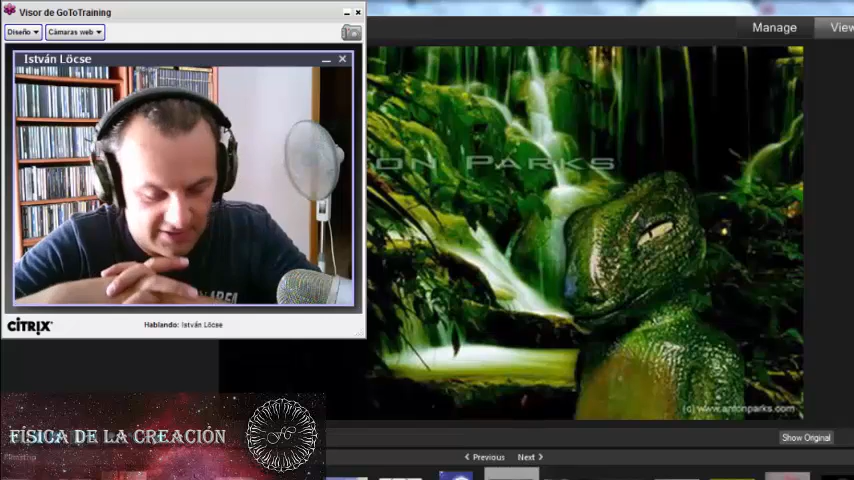 Visor de GoToTraining
Diseño
Cámaras web
István Löcse
CITRIX
Hablando: István Löcse
Manage
View
ON PARKS
(c) www.antonparks.com
Show Original
Previous
Next
FÍSICA DE LA CREACIÓN